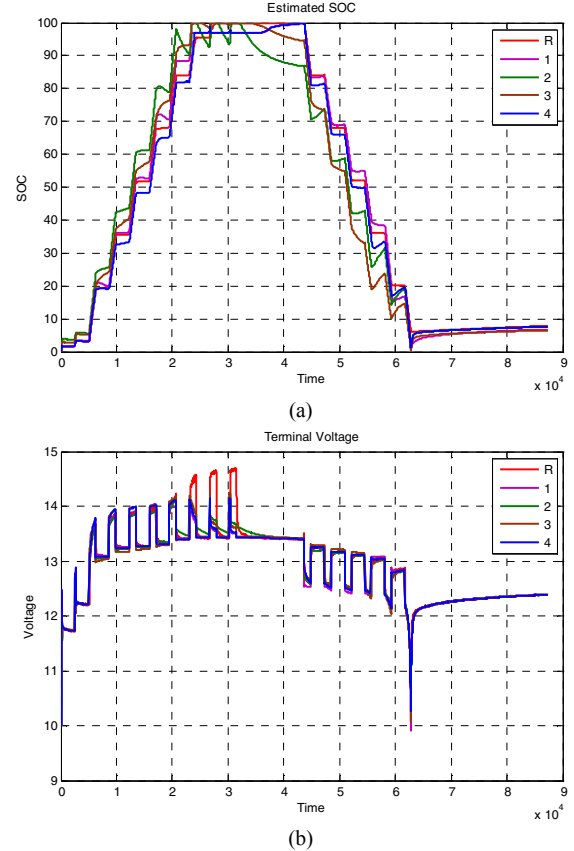 Estimated SOC
100
90
80
70
60
50
40
30
20
10
0
SOC
R
1
2
3
4
0 1 2 3 4 5 6 7 8 9
Time
x 10^4
(a)
Terminal Voltage
15
14
13
12
11
10
9
Voltage
R
1
2
3
4
0 1 2 3 4 5 6 7 8 9
Time
x 10^4
(b)